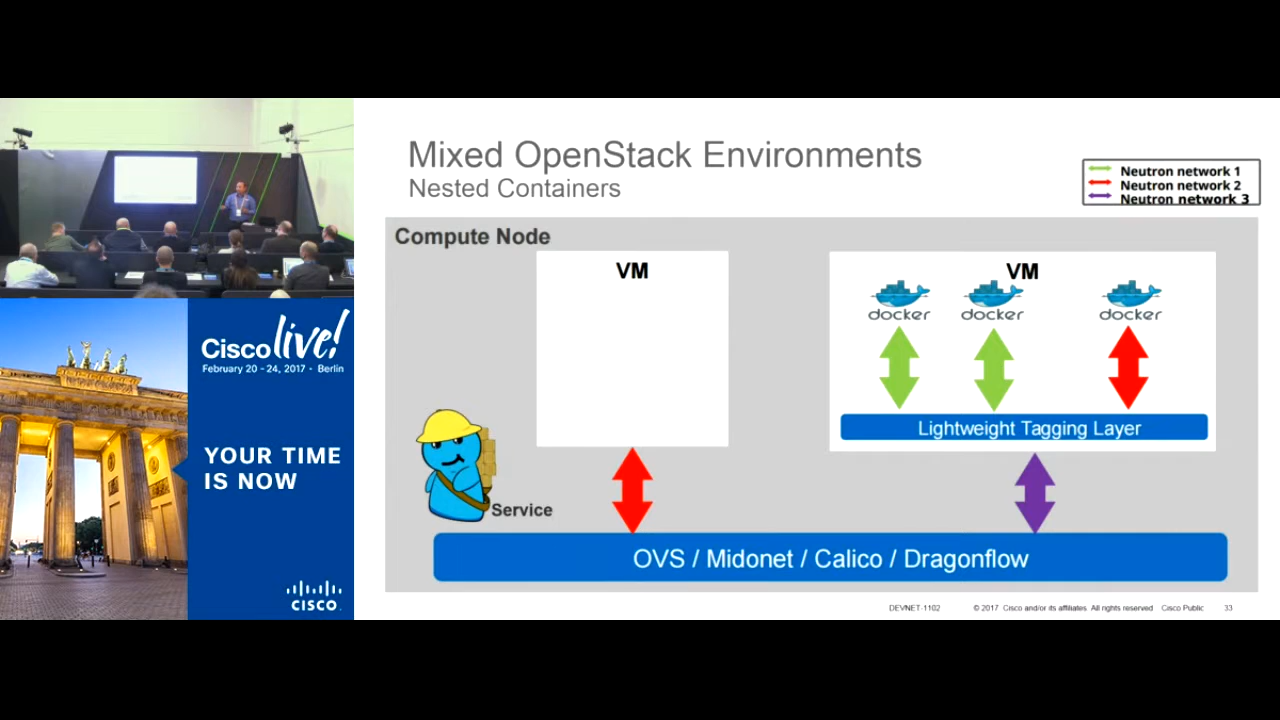 Mixed OpenStack Environments
Nested Containers
Neutron network 1
Neutron network 2
Neutron network 3
Compute Node
VM
VM
docker
docker
docker
Lightweight Tagging Layer
Service
OVS / Midonet / Calico / Dragonflow
DEVNET-1102
© 2017 Cisco and/or its affiliates. All rights reserved
Cisco Public
33
Cisco live!
February 20 - 24, 2017 · Berlin
YOUR TIME
IS NOW
CISCO